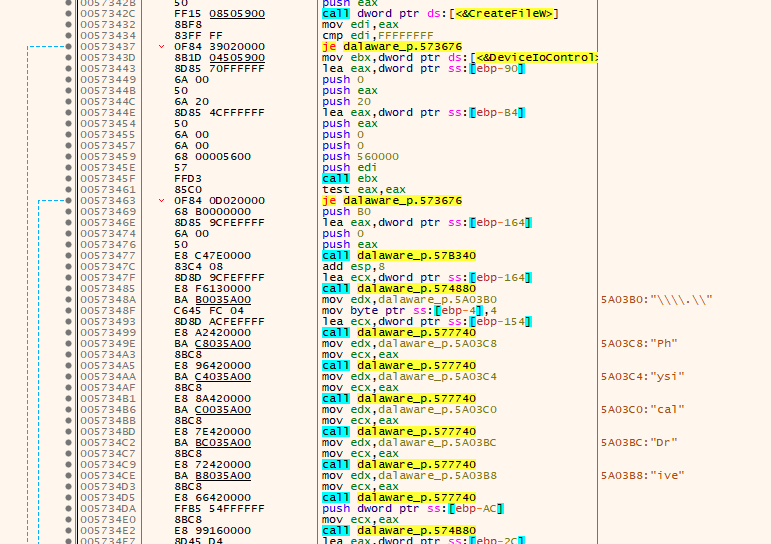 0057342B 50 push eax
0057342C FF15 08505900 call dword ptr ds:[<&CreateFileW>]
00573432 8BF8 mov edi,eax
00573434 83FF FF cmp edi,FFFFFFFF
00573437 0F84 39020000 je dalaware_p.573676
0057343D 8B1D 04505900 mov ebx,dword ptr ds:[<&DeviceIoControl>
00573443 8D85 70FFFFFF lea eax,dword ptr ss:[ebp-90]
00573449 6A 00 push 0
0057344B 50 push eax
0057344C 6A 20 push 20
0057344E 8D85 4CFFFFFF lea eax,dword ptr ss:[ebp-B4]
00573454 50 push eax
00573455 6A 00 push 0
00573457 6A 00 push 0
00573459 68 00005600 push 560000
0057345E 57 push edi
0057345F FFD3 call ebx
00573461 85C0 test eax,eax
00573463 0F84 0D020000 je dalaware_p.573676
00573469 68 B0000000 push B0
0057346E 8D85 9CFEFFFF lea eax,dword ptr ss:[ebp-164]
00573474 6A 00 push 0
00573476 50 push eax
00573477 E8 C47E0000 call dalaware_p.57B340
0057347C 83C4 08 add esp,8
0057347F 8D8D 9CFEFFFF lea ecx,dword ptr ss:[ebp-164]
00573485 E8 F6130000 call dalaware_p.574880
0057348A BA B0035A00 mov edx,dalaware_p.5A03B0 5A03B0:"\\\\.\\"
0057348F C645 FC 04 mov byte ptr ss:[ebp-4],4
00573493 8D8D ACFEFFFF lea ecx,dword ptr ss:[ebp-154]
00573499 E8 A2420000 call dalaware_p.577740
0057349E BA C8035A00 mov edx,dalaware_p.5A03C8 5A03C8:"Ph"
005734A3 8BC8 mov ecx,eax
005734A5 E8 96420000 call dalaware_p.577740
005734AA BA C4035A00 mov edx,dalaware_p.5A03C4 5A03C4:"ysi"
005734AF 8BC8 mov ecx,eax
005734B1 E8 8A420000 call dalaware_p.577740
005734B6 BA C0035A00 mov edx,dalaware_p.5A03C0 5A03C0:"cal"
005734BB 8BC8 mov ecx,eax
005734BD E8 7E420000 call dalaware_p.577740
005734C2 BA BC035A00 mov edx,dalaware_p.5A03BC 5A03BC:"Dr"
005734C7 8BC8 mov ecx,eax
005734C9 E8 72420000 call dalaware_p.577740
005734CE BA B8035A00 mov edx,dalaware_p.5A03B8 5A03B8:"ive"
005734D3 8BC8 mov ecx,eax
005734D5 E8 66420000 call dalaware_p.577740
005734DA FFB5 54FFFFFF push dword ptr ss:[ebp-AC]
005734E0 8BC8 mov ecx,eax
005734E2 E8 99160000 call dalaware_p.574B80
005734E7 8D45 D4 lea eax,dword ptr ss:[ebp-2C]